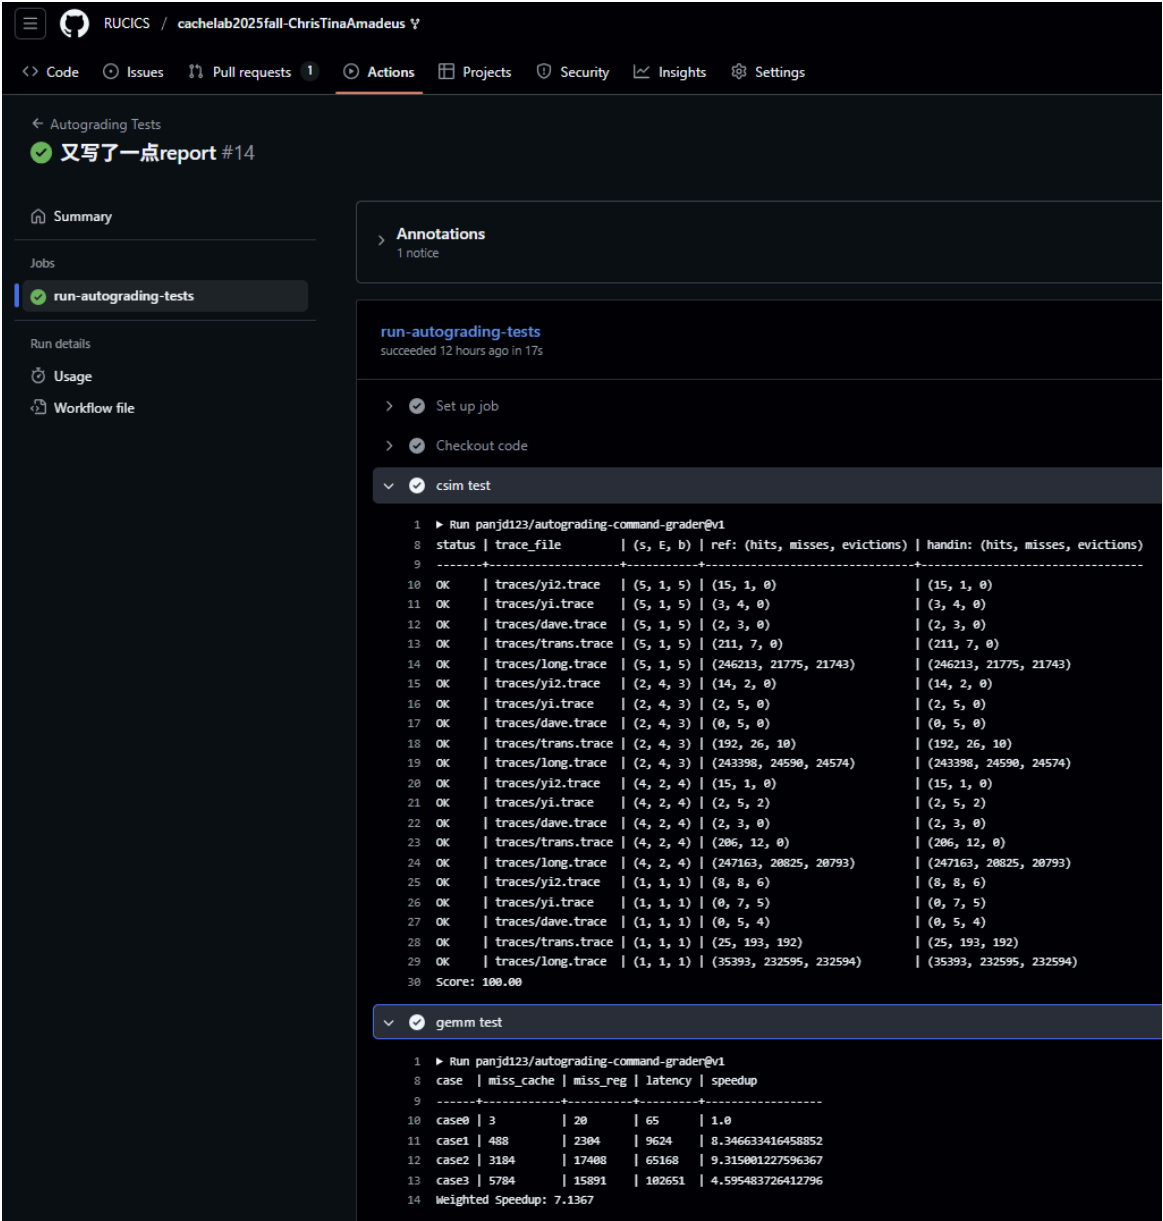 RUCICS / cachelab2025fall-ChrisTinaAmadeus
Code Issues Pull requests 1 Actions Projects Security Insights Settings
← Autograding Tests
又写了一点report #14
Summary
Jobs
run-autograding-tests
Run details
Usage
Workflow file
Annotations
1 notice
run-autograding-tests
succeeded 12 hours ago in 17s
Set up job
Checkout code
csim test
1 ▶ Run panjd123/autograding-command-grader@v1
8 status | trace_file | (s, E, b) | ref: (hits, misses, evictions) | handin: (hits, misses, evictions)
9 -------+--------------------+-----------+--------------------------------+---------------------------------
10 OK | traces/yi2.trace | (5, 1, 5) | (15, 1, 0) | (15, 1, 0)
11 OK | traces/yi.trace | (5, 1, 5) | (3, 4, 0) | (3, 4, 0)
12 OK | traces/dave.trace | (5, 1, 5) | (2, 3, 0) | (2, 3, 0)
13 OK | traces/trans.trace | (5, 1, 5) | (211, 7, 0) | (211, 7, 0)
14 OK | traces/long.trace | (5, 1, 5) | (246213, 21775, 21743) | (246213, 21775, 21743)
15 OK | traces/yi2.trace | (2, 4, 3) | (14, 2, 0) | (14, 2, 0)
16 OK | traces/yi.trace | (2, 4, 3) | (2, 5, 0) | (2, 5, 0)
17 OK | traces/dave.trace | (2, 4, 3) | (0, 5, 0) | (0, 5, 0)
18 OK | traces/trans.trace | (2, 4, 3) | (192, 26, 10) | (192, 26, 10)
19 OK | traces/long.trace | (2, 4, 3) | (243398, 24590, 24574) | (243398, 24590, 24574)
20 OK | traces/yi2.trace | (4, 2, 4) | (15, 1, 0) | (15, 1, 0)
21 OK | traces/yi.trace | (4, 2, 4) | (2, 5, 2) | (2, 5, 2)
22 OK | traces/dave.trace | (4, 2, 4) | (2, 3, 0) | (2, 3, 0)
23 OK | traces/trans.trace | (4, 2, 4) | (206, 12, 0) | (206, 12, 0)
24 OK | traces/long.trace | (4, 2, 4) | (247163, 20825, 20793) | (247163, 20825, 20793)
25 OK | traces/yi2.trace | (1, 1, 1) | (8, 8, 6) | (8, 8, 6)
26 OK | traces/yi.trace | (1, 1, 1) | (0, 7, 5) | (0, 7, 5)
27 OK | traces/dave.trace | (1, 1, 1) | (0, 5, 4) | (0, 5, 4)
28 OK | traces/trans.trace | (1, 1, 1) | (25, 193, 192) | (25, 193, 192)
29 OK | traces/long.trace | (1, 1, 1) | (35393, 232595, 232594) | (35393, 232595, 232594)
30 Score: 100.00
gemm test
1 ▶ Run panjd123/autograding-command-grader@v1
8 case | miss_cache | miss_reg | latency | speedup
9 ------+------------+----------+---------+------------------
10 case0 | 3 | 20 | 65 | 1.0
11 case1 | 488 | 2304 | 9624 | 8.346633416458852
12 case2 | 3184 | 17408 | 65168 | 9.315001227596367
13 case3 | 5784 | 15891 | 102651 | 4.595483726412796
14 Weighted Speedup: 7.1367